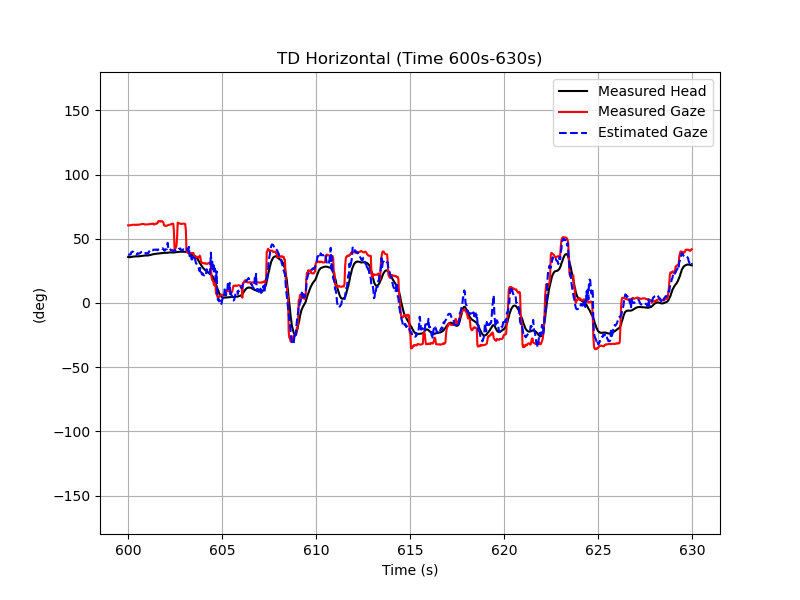 TD Horizontal (Time 600s-630s)
Measured Head
Measured Gaze
Estimated Gaze
150
100
50
0
−50
−100
−150
(deg)
600 605 610 615 620 625 630
Time (s)